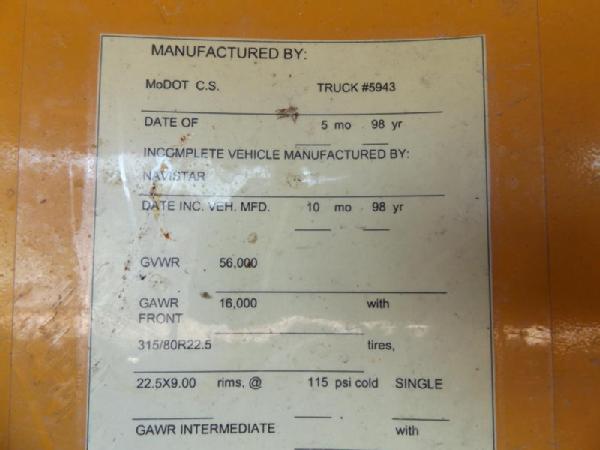 MANUFACTURED BY:
MoDOT C.S. TRUCK #5943
DATE OF 5 mo 98 yr
INCOMPLETE VEHICLE MANUFACTURED BY:
NAVISTAR
DATE INC. VEH. MFD. 10 mo 98 yr
GVWR 56,000
GAWR 16,000 with
FRONT
315/80R22.5 tires,
22.5X9.00 rims, @ 115 psi cold SINGLE
GAWR INTERMEDIATE with